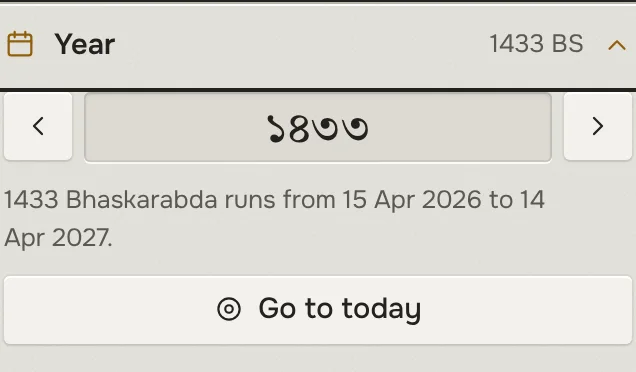 Year
1433 BS
১৪৩৩
1433 Bhaskarabda runs from 15 Apr 2026 to 14
Apr 2027.
Go to today